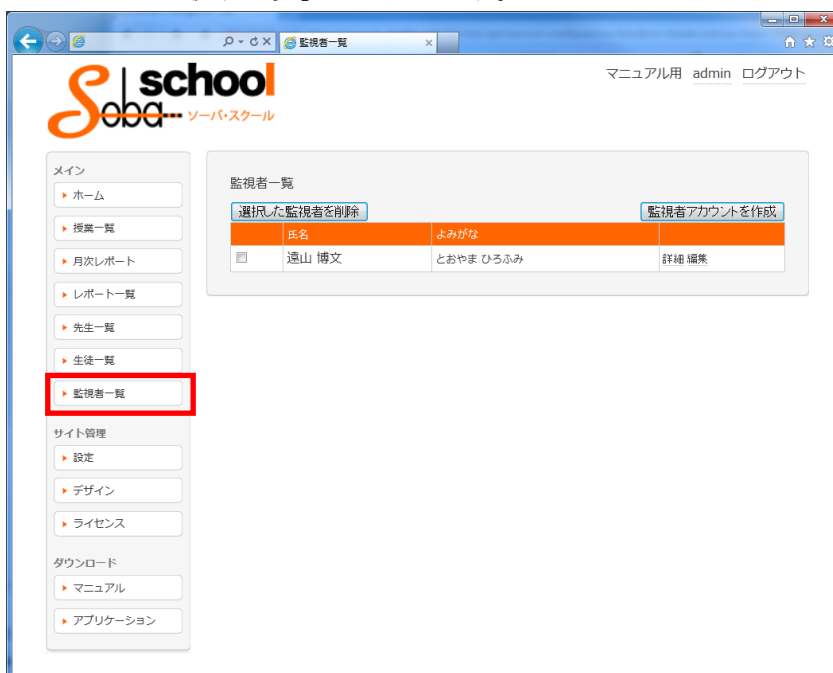 監視者一覧
マニュアル用 admin ログアウト
Soba school
ソーバ・スクール
メイン
ホーム
授業一覧
月次レポート
レポート一覧
先生一覧
生徒一覧
監視者一覧
サイト管理
設定
デザイン
ライセンス
ダウンロード
マニュアル
アプリケーション
監視者一覧
選択した監視者を削除 監視者アカウントを作成
氏名 よみがな
遠山 博文 とおやま ひろふみ 詳細 編集